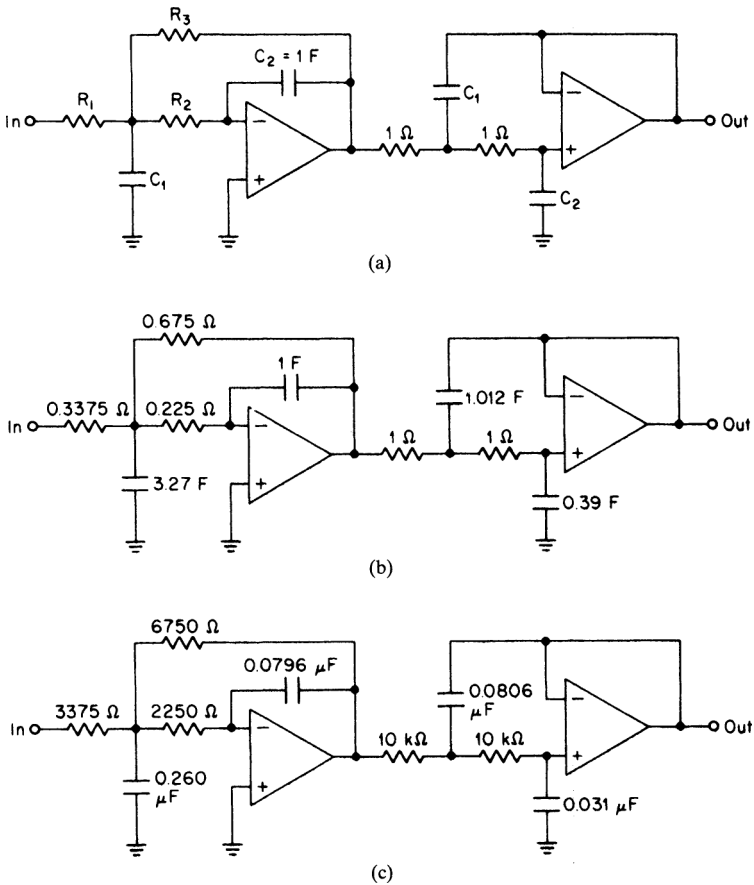 R3
C2 = 1 F
R1
R2
In
−
+
C1
1 Ω
1 Ω
C1
−
+
C2
Out
(a)
0.675 Ω
1 F
0.3375 Ω
0.225 Ω
In
−
+
3.27 F
1 Ω
1 Ω
1.012 F
−
+
0.39 F
Out
(b)
6750 Ω
0.0796 μF
3375 Ω
2250 Ω
In
−
+
0.260
μF
10 kΩ
10 kΩ
0.0806
μF
−
+
0.031 μF
Out
(c)